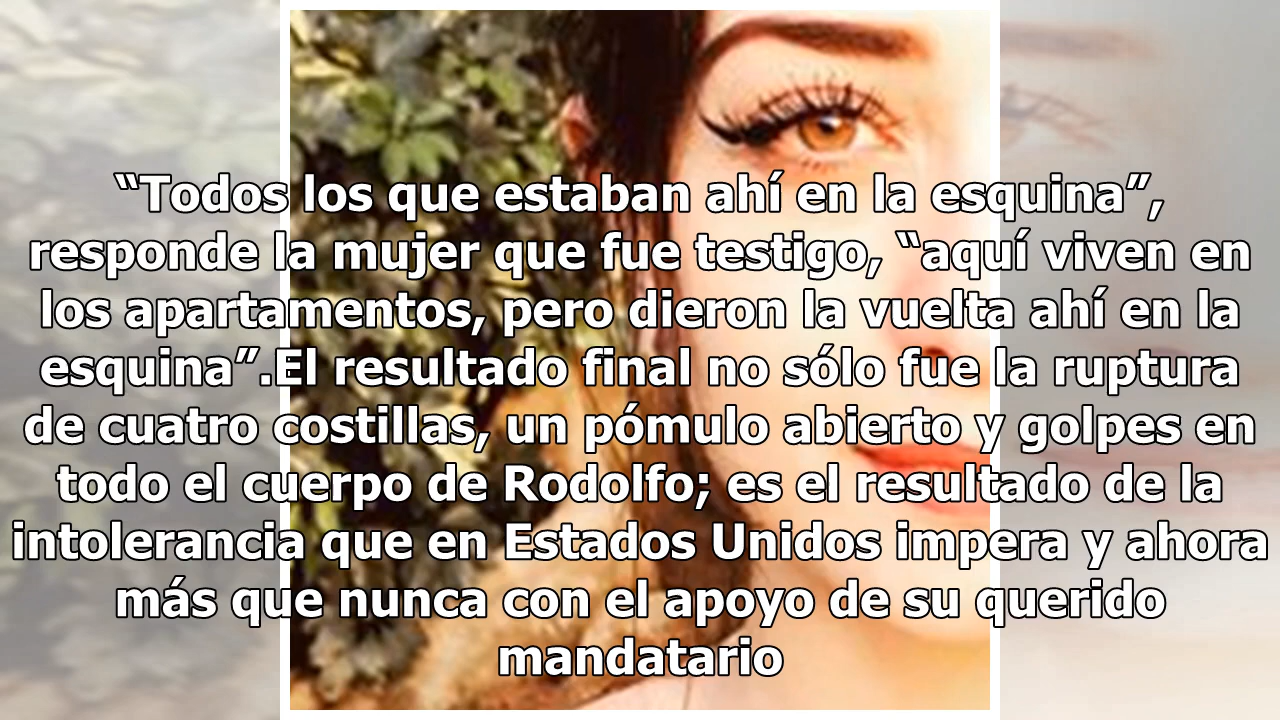 “Todos los que estaban ahí en la esquina”,
responde la mujer que fue testigo, “aquí viven en
los apartamentos, pero dieron la vuelta ahí en la
esquina”.El resultado final no sólo fue la ruptura
de cuatro costillas, un pómulo abierto y golpes en
todo el cuerpo de Rodolfo; es el resultado de la
intolerancia que en Estados Unidos impera y ahora
más que nunca con el apoyo de su querido
mandatario